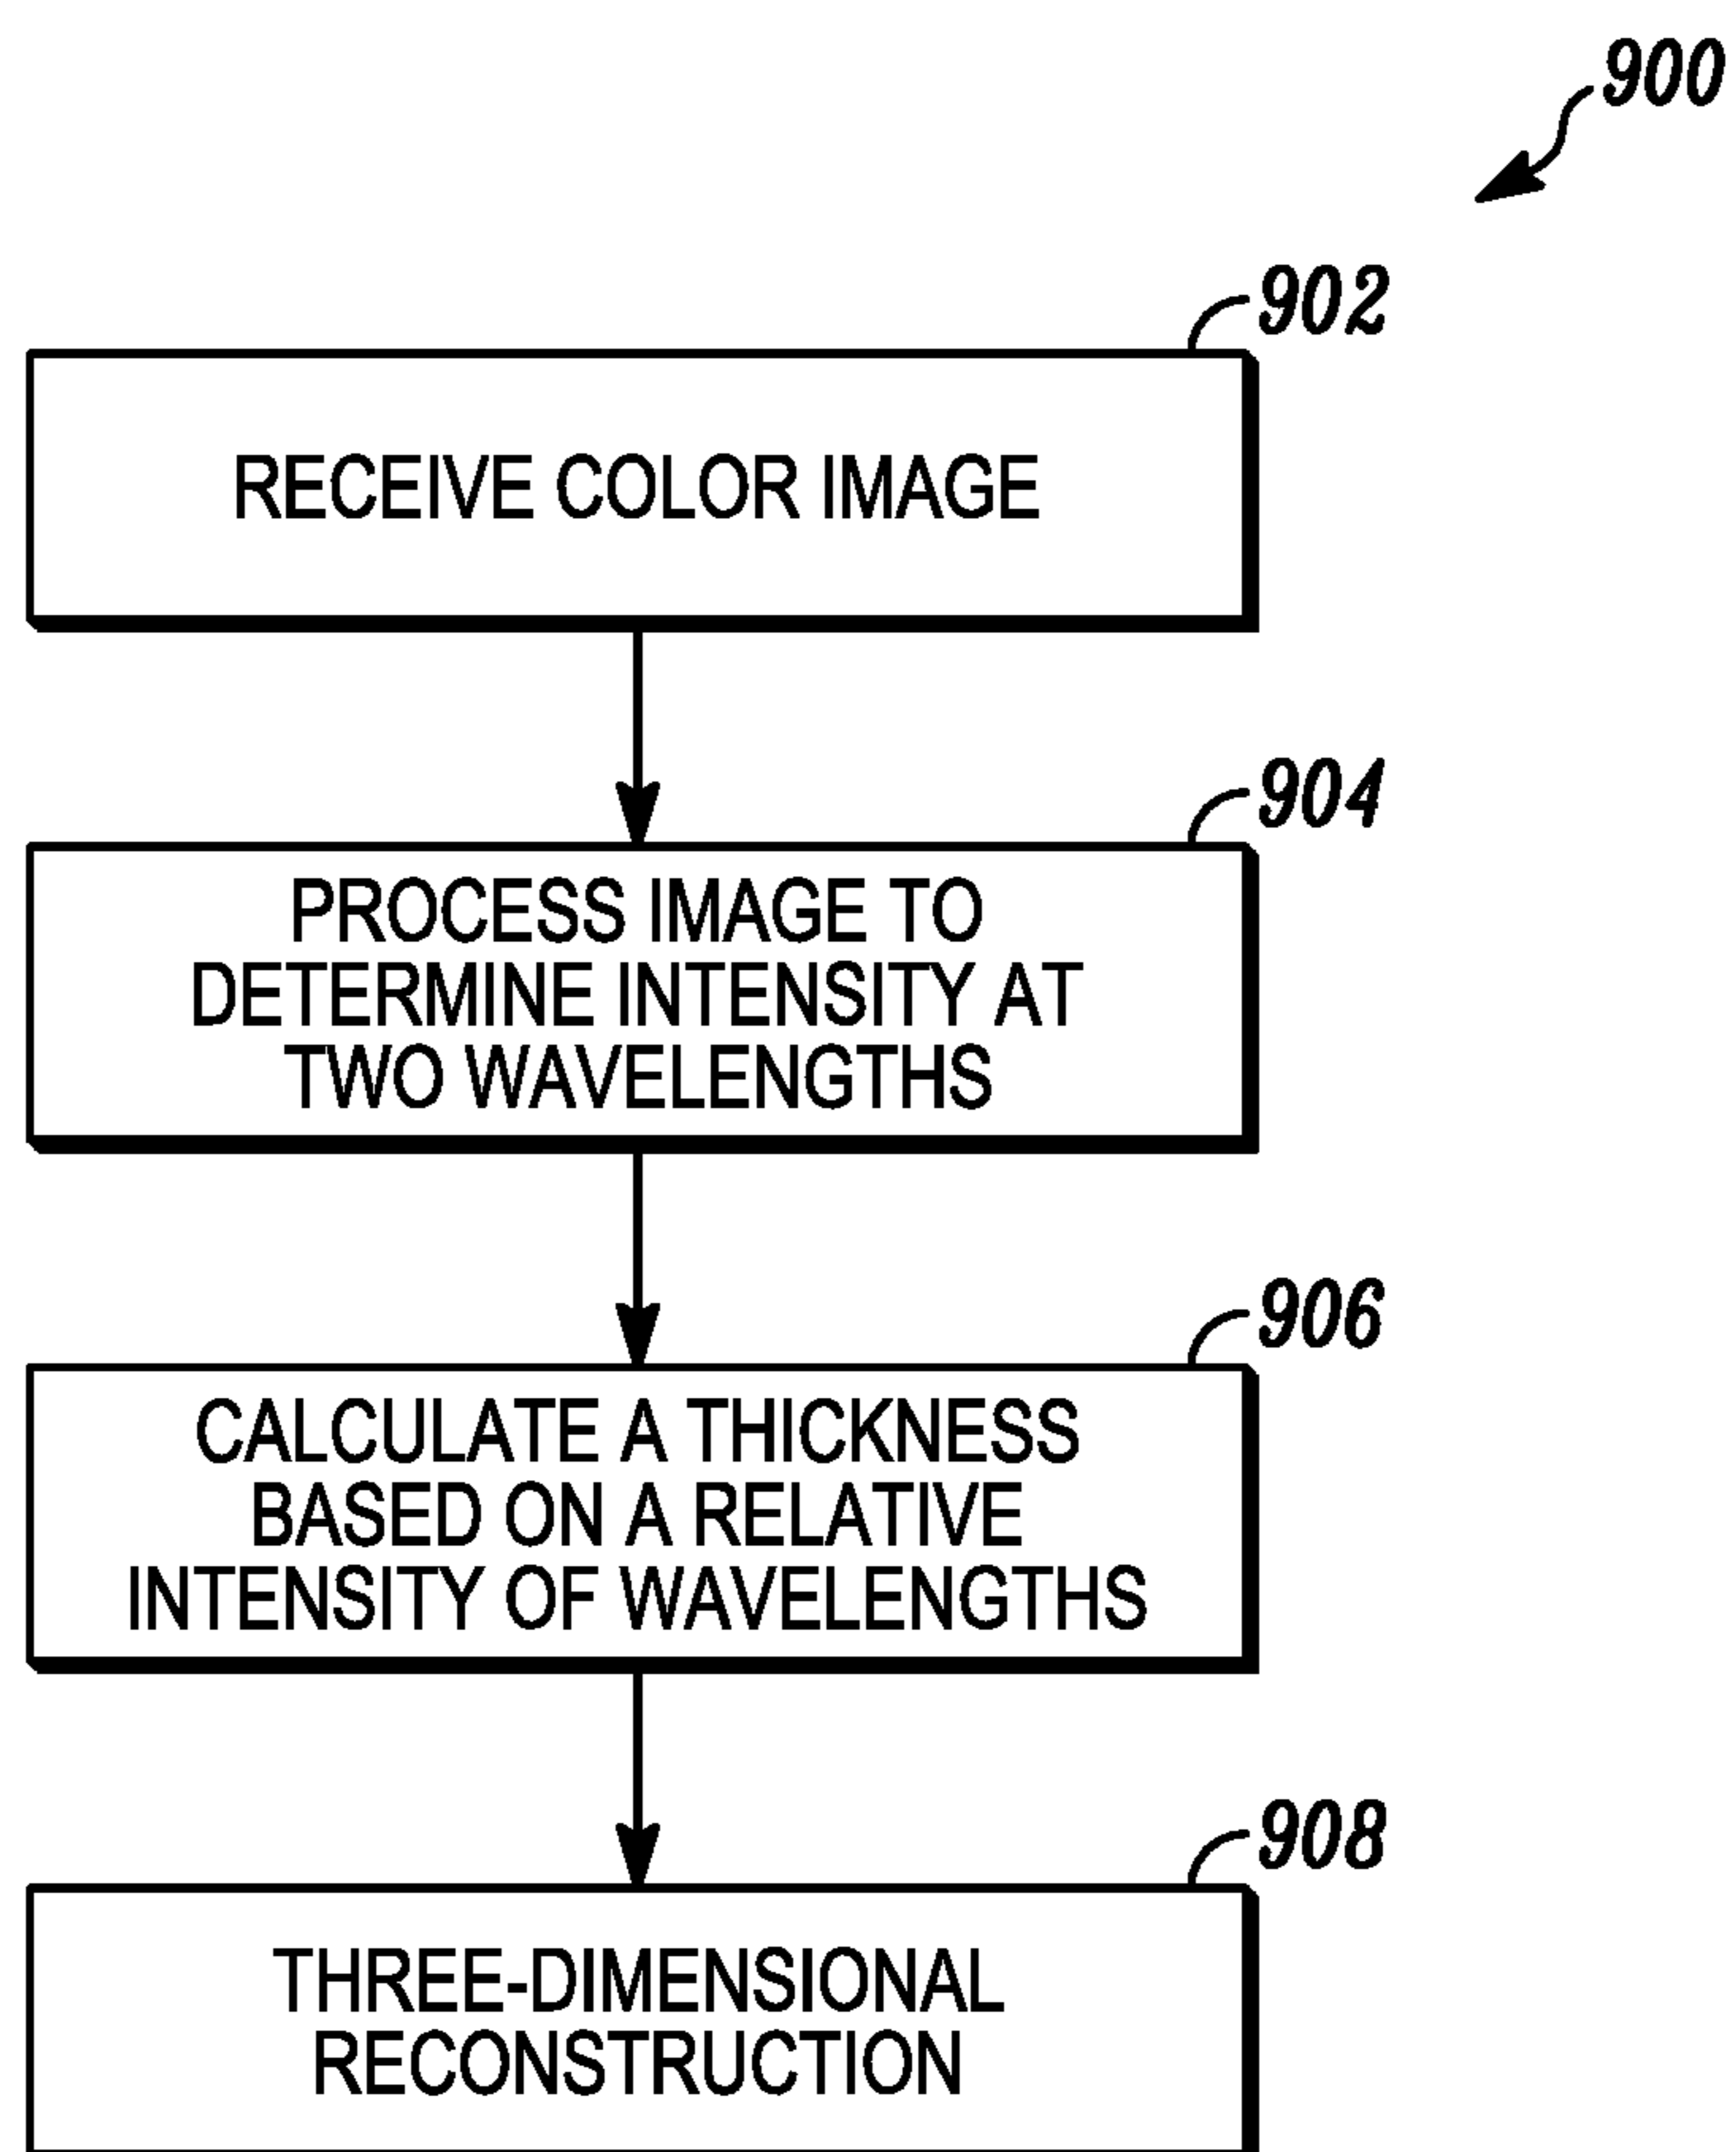 900
902
RECEIVE COLOR IMAGE
904
PROCESS IMAGE TO
DETERMINE INTENSITY AT
TWO WAVELENGTHS
906
CALCULATE A THICKNESS
BASED ON A RELATIVE
INTENSITY OF WAVELENGTHS
908
THREE-DIMENSIONAL
RECONSTRUCTION